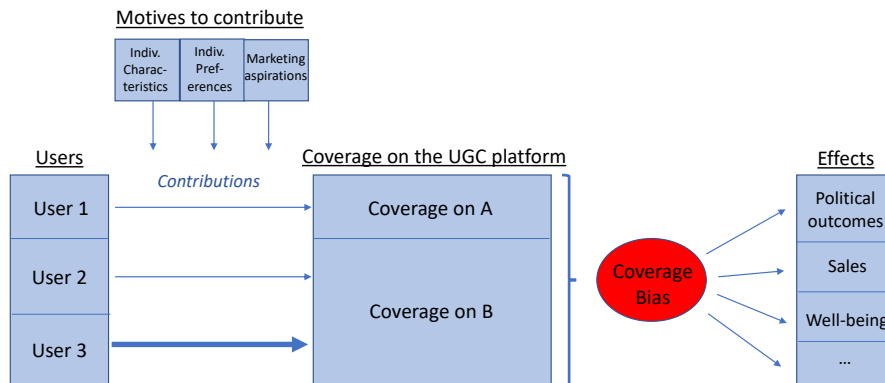 Motives to contribute
Indiv.
Charac-
teristics
Indiv.
Pref-
erences
Marketing
aspirations
Users
Contributions
Coverage on the UGC platform
Effects
User 1
User 2
User 3
Coverage on A
Coverage on B
Coverage
Bias
Political
outcomes
Sales
Well-being
...